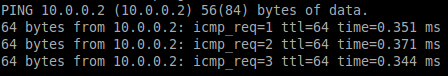 PING 10.0.0.2 (10.0.0.2) 56(84) bytes of data.
64 bytes from 10.0.0.2: icmp_req=1 ttl=64 time=0.351 ms
64 bytes from 10.0.0.2: icmp_req=2 ttl=64 time=0.371 ms
64 bytes from 10.0.0.2: icmp_req=3 ttl=64 time=0.344 ms